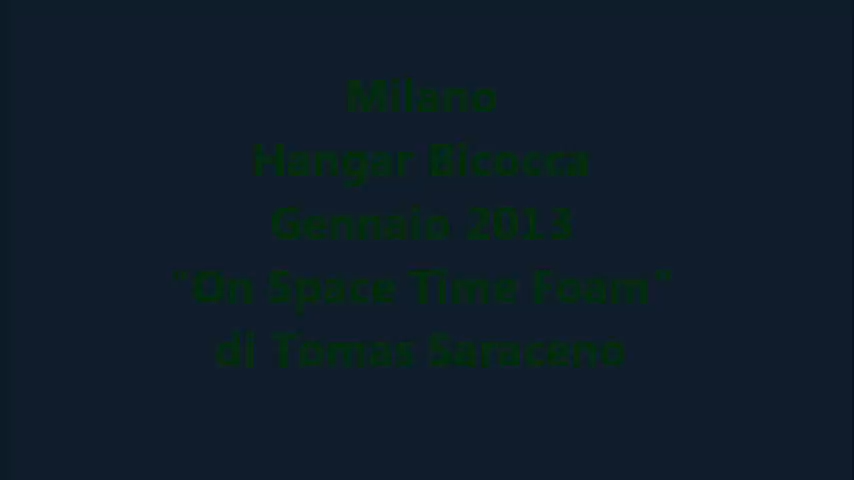 Milano
Hangar Bicocca
Gennaio 2013
"On Space Time Foam"
di Tomas Saraceno